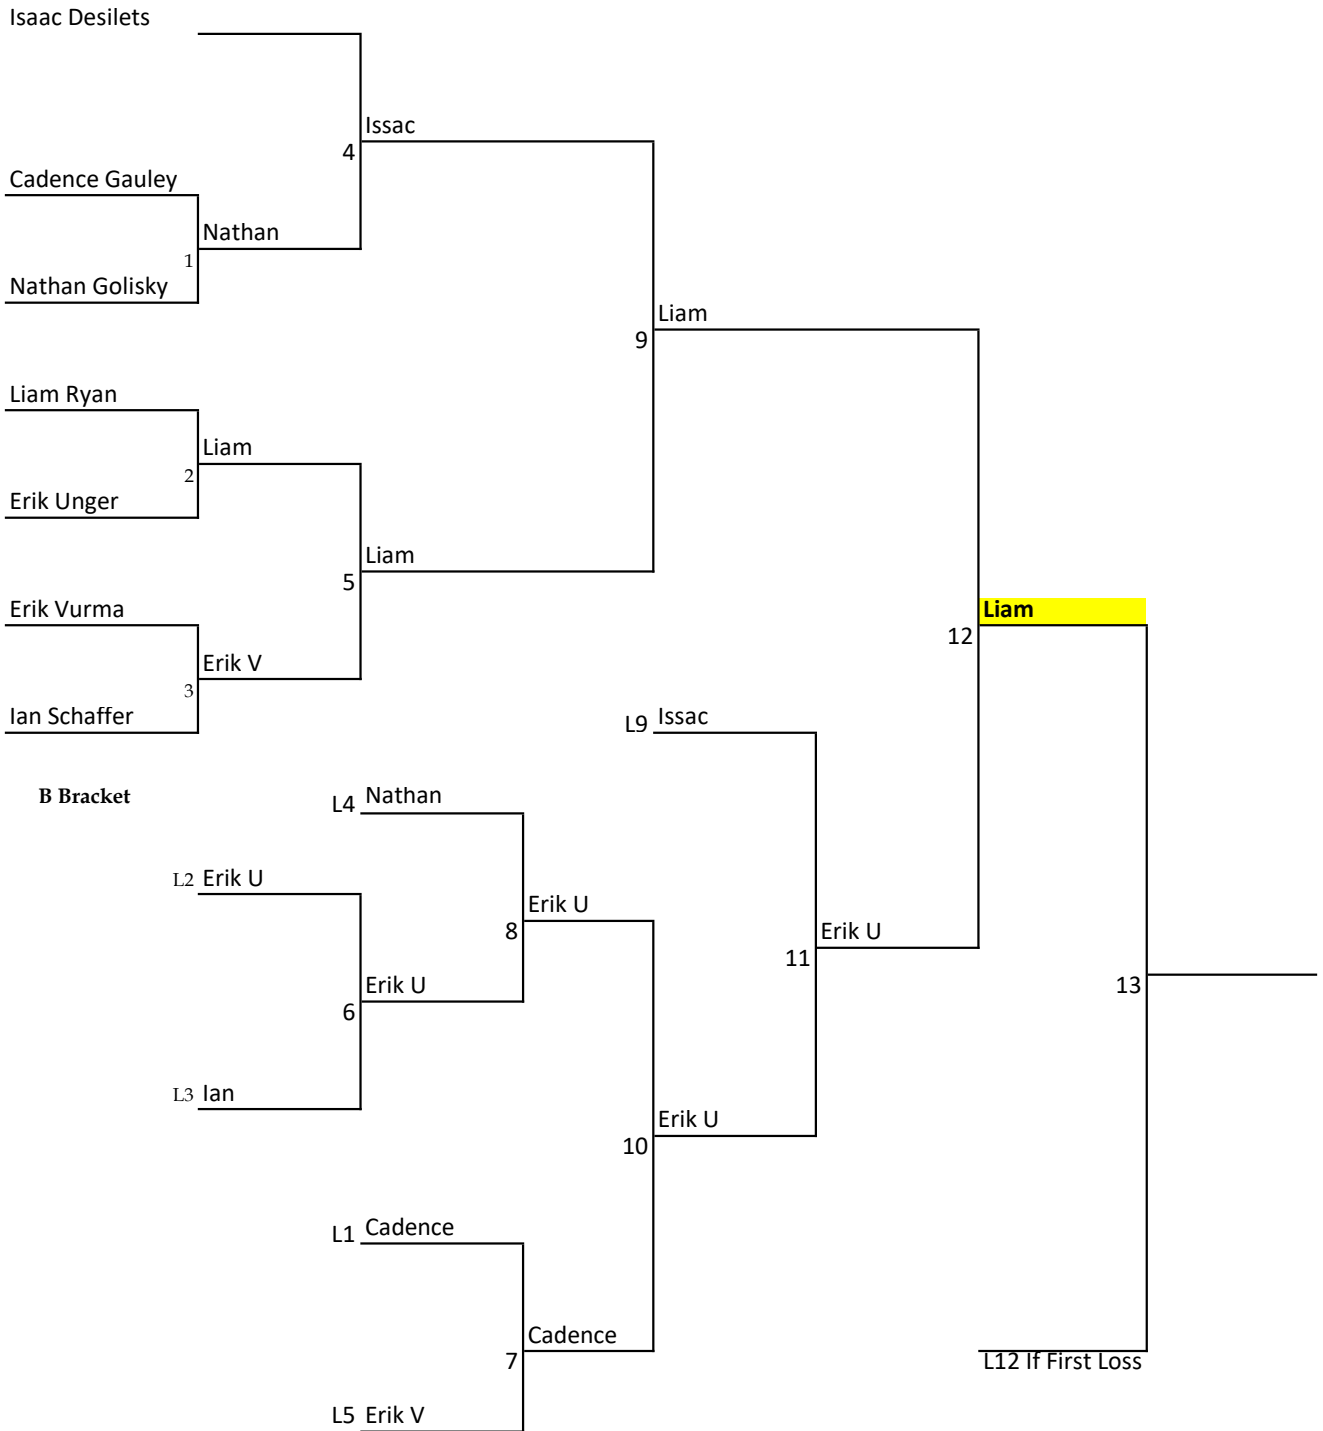 Isaac Desilets
Issac
4
Cadence Gauley
Nathan
1
Nathan Golisky
Liam
9
Liam Ryan
Liam
2
Erik Unger
Liam
5
Erik Vurma
Liam
12
Erik V
3
Ian Schaffer
L9 Issac
B Bracket
L4 Nathan
L2 Erik U
Erik U
8
Erik U
11
Erik U
6
13
L3 Ian
Erik U
10
L1 Cadence
Cadence
7
L12 If First Loss
L5 Erik V